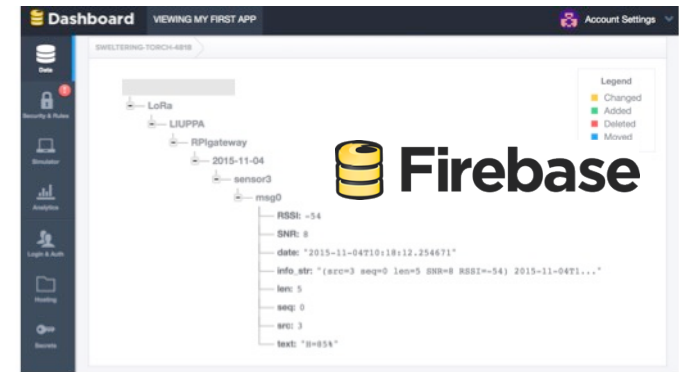 Dashboard VIEWING MY FIRST APP Account Settings
SWELTERING-TORCH-4818
Data
Security & Rules
Simulator
Analytics
Login & Auth
Hosting
Secrets
LoRa
LIUPPA
RPIgateway
2015-11-04
sensor3
msg0
RSSI: -54
SNR: 8
date: "2015-11-04T10:18:12.254671"
info_str: "(src=3 seq=0 len=5 SNR=8 RSSI=-54) 2015-11-04T1..."
len: 5
seq: 0
src: 3
text: "H=85%"
Legend
Changed
Added
Deleted
Moved
Firebase